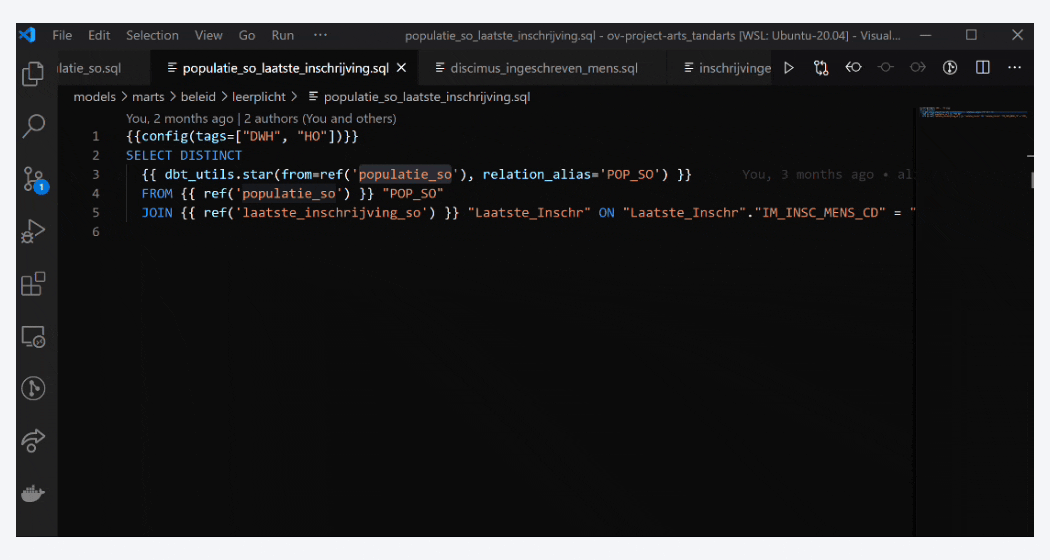 File Edit Selection View Go Run ··· populatie_so_laatste_inschrijving.sql - ov-project-arts_tandarts [WSL: Ubuntu-20.04] - Visual...
latie_so.sql populatie_so_laatste_inschrijving.sql discimus_ingeschreven_mens.sql inschrijvinge
models > marts > beleid > leerplicht > populatie_so_laatste_inschrijving.sql
You, 2 months ago | 2 authors (You and others)
1 {{config(tags=["DWH", "HO"])}}
2 SELECT DISTINCT
3 {{ dbt_utils.star(from=ref('populatie_so'), relation_alias='POP_SO') }} You, 3 months ago • al
4 FROM {{ ref('populatie_so') }} "POP_SO"
5 JOIN {{ ref('laatste_inschrijving_so') }} "Laatste_Inschr" ON "Laatste_Inschr"."IM_INSC_MENS_CD" = "
6
1